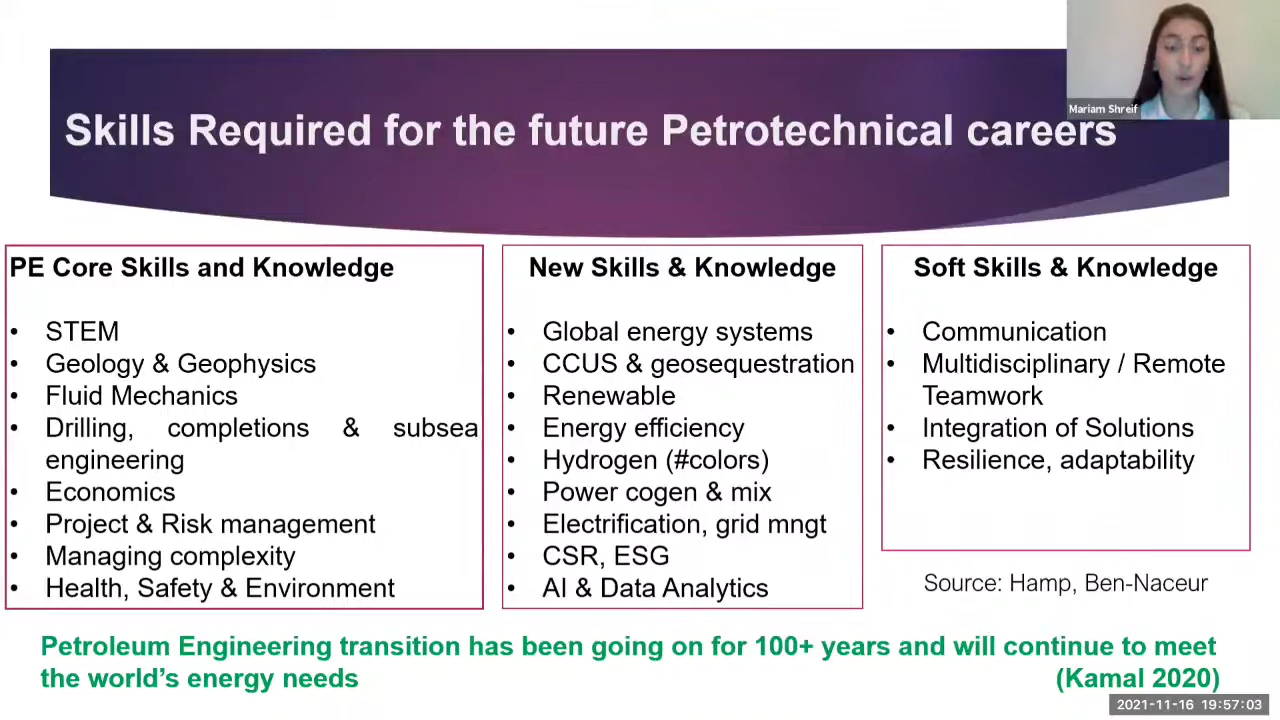 Mariam Shreif
Skills Required for the future Petrotechnical careers
PE Core Skills and Knowledge
• STEM
• Geology & Geophysics
• Fluid Mechanics
• Drilling, completions & subsea
engineering
• Economics
• Project & Risk management
• Managing complexity
• Health, Safety & Environment
New Skills & Knowledge
• Global energy systems
• CCUS & geosequestration
• Renewable
• Energy efficiency
• Hydrogen (#colors)
• Power cogen & mix
• Electrification, grid mngt
• CSR, ESG
• AI & Data Analytics
Soft Skills & Knowledge
• Communication
• Multidisciplinary / Remote
Teamwork
• Integration of Solutions
• Resilience, adaptability
Source: Hamp, Ben-Naceur
Petroleum Engineering transition has been going on for 100+ years and will continue to meet
the world’s energy needs (Kamal 2020)
2021-11-16 19:57:03